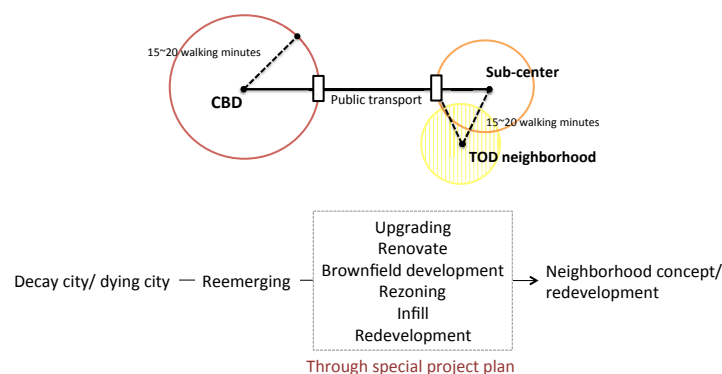 15~20 walking minutes
CBD
Public transport
Sub-center
15~20 walking minutes
TOD neighborhood
Decay city/ dying city
Reemerging
Upgrading
Renovate
Brownfield development
Rezoning
Infill
Redevelopment
Neighborhood concept/
redevelopment
Through special project plan